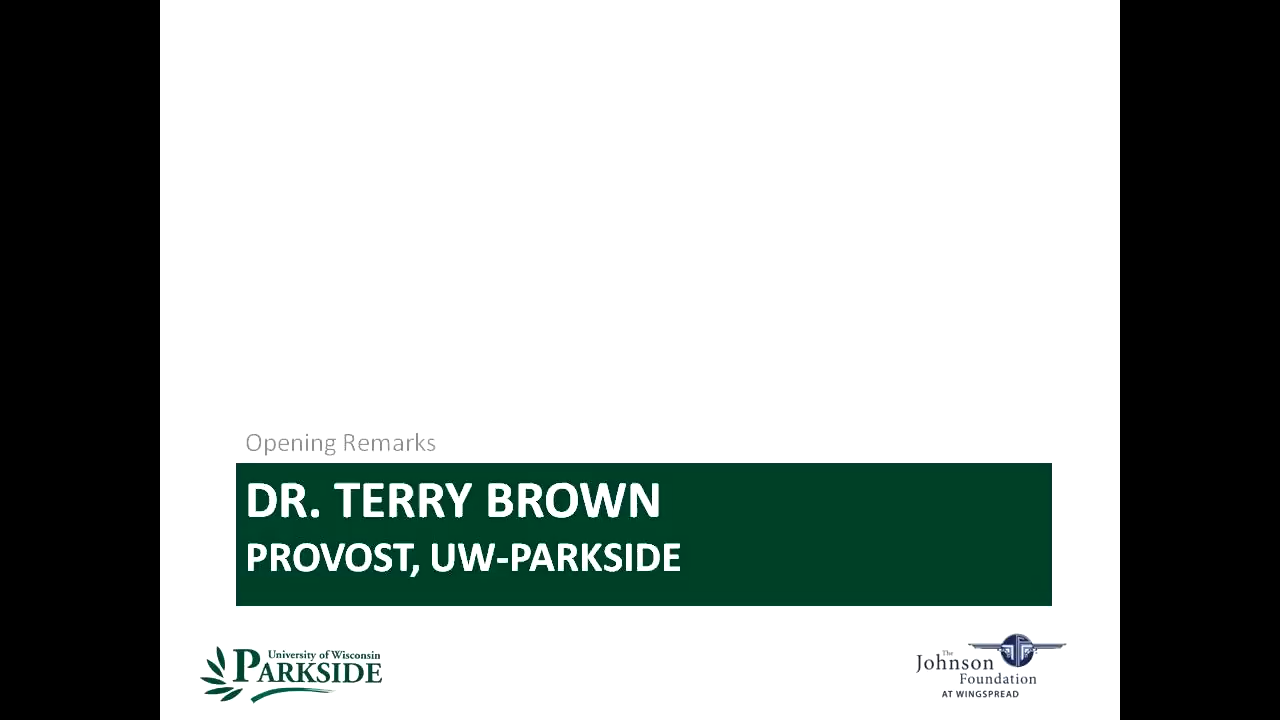 Opening Remarks
DR. TERRY BROWN
PROVOST, UW-PARKSIDE
University of Wisconsin
PARKSIDE
The
Johnson
Foundation
AT WINGSPREAD